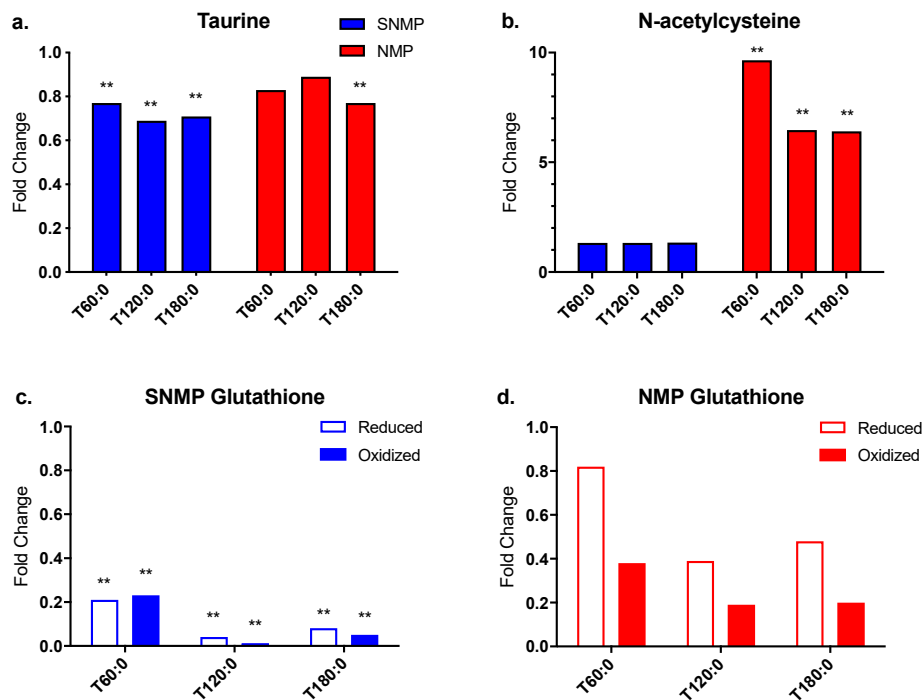 a.
Taurine
SNMP
NMP
Fold Change
1.0
0.8
0.6
0.4
0.2
0.0
**
**
**
**
T60:0
T120:0
T180:0
T60:0
T120:0
T180:0
b.
N-acetylcysteine
Fold Change
10
5
0
**
**
**
T60:0
T120:0
T180:0
T60:0
T120:0
T180:0
c.
SNMP Glutathione
Reduced
Oxidized
Fold Change
1.0
0.8
0.6
0.4
0.2
0.0
**
**
**
**
**
**
T60:0
T120:0
T180:0
d.
NMP Glutathione
Reduced
Oxidized
Fold Change
1.0
0.8
0.6
0.4
0.2
0.0
T60:0
T120:0
T180:0